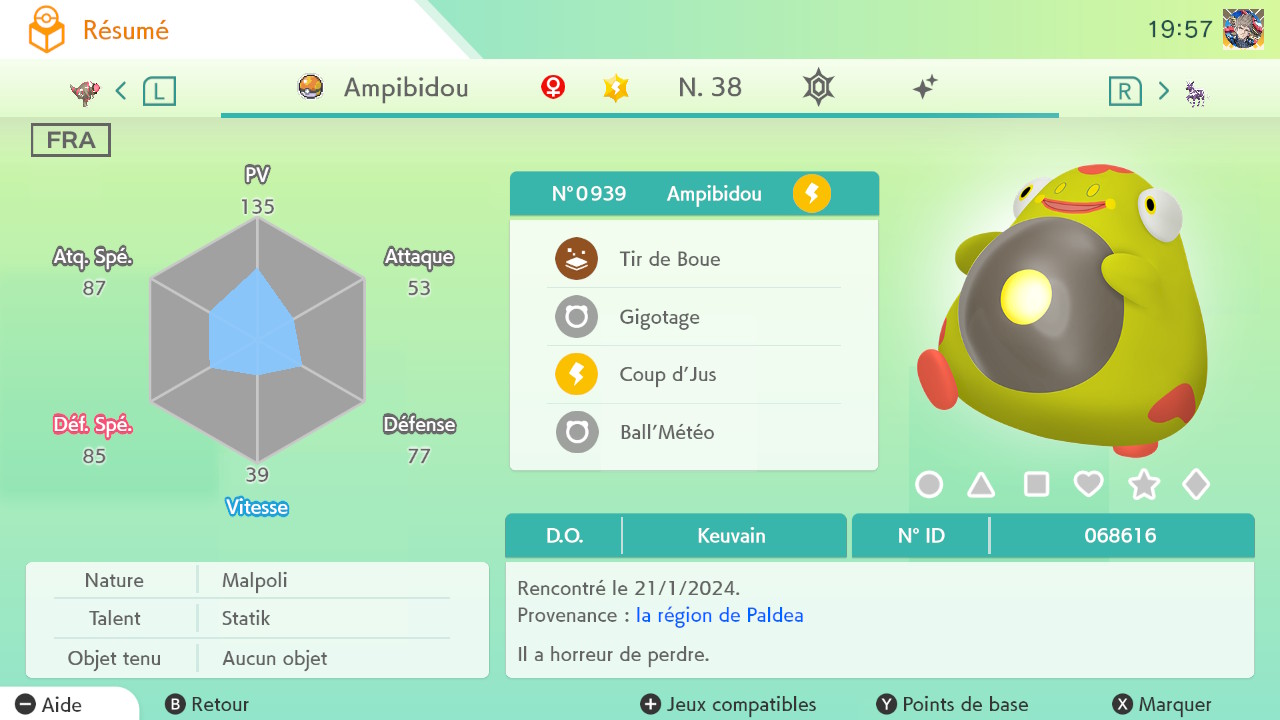 Résumé
19:57
L
Ampibidou
N. 38
R
FRA
PV
135
Atq. Spé.
87
Attaque
53
Déf. Spé.
85
Défense
77
39
Vitesse
N°0939 Ampibidou
Tir de Boue
Gigotage
Coup d'Jus
Ball'Météo
D.O. Keuvain
N° ID 068616
Nature Malpoli
Talent Statik
Objet tenu Aucun objet
Rencontré le 21/1/2024.
Provenance : la région de Paldea
Il a horreur de perdre.
Aide
B Retour
Jeux compatibles
Y Points de base
X Marquer